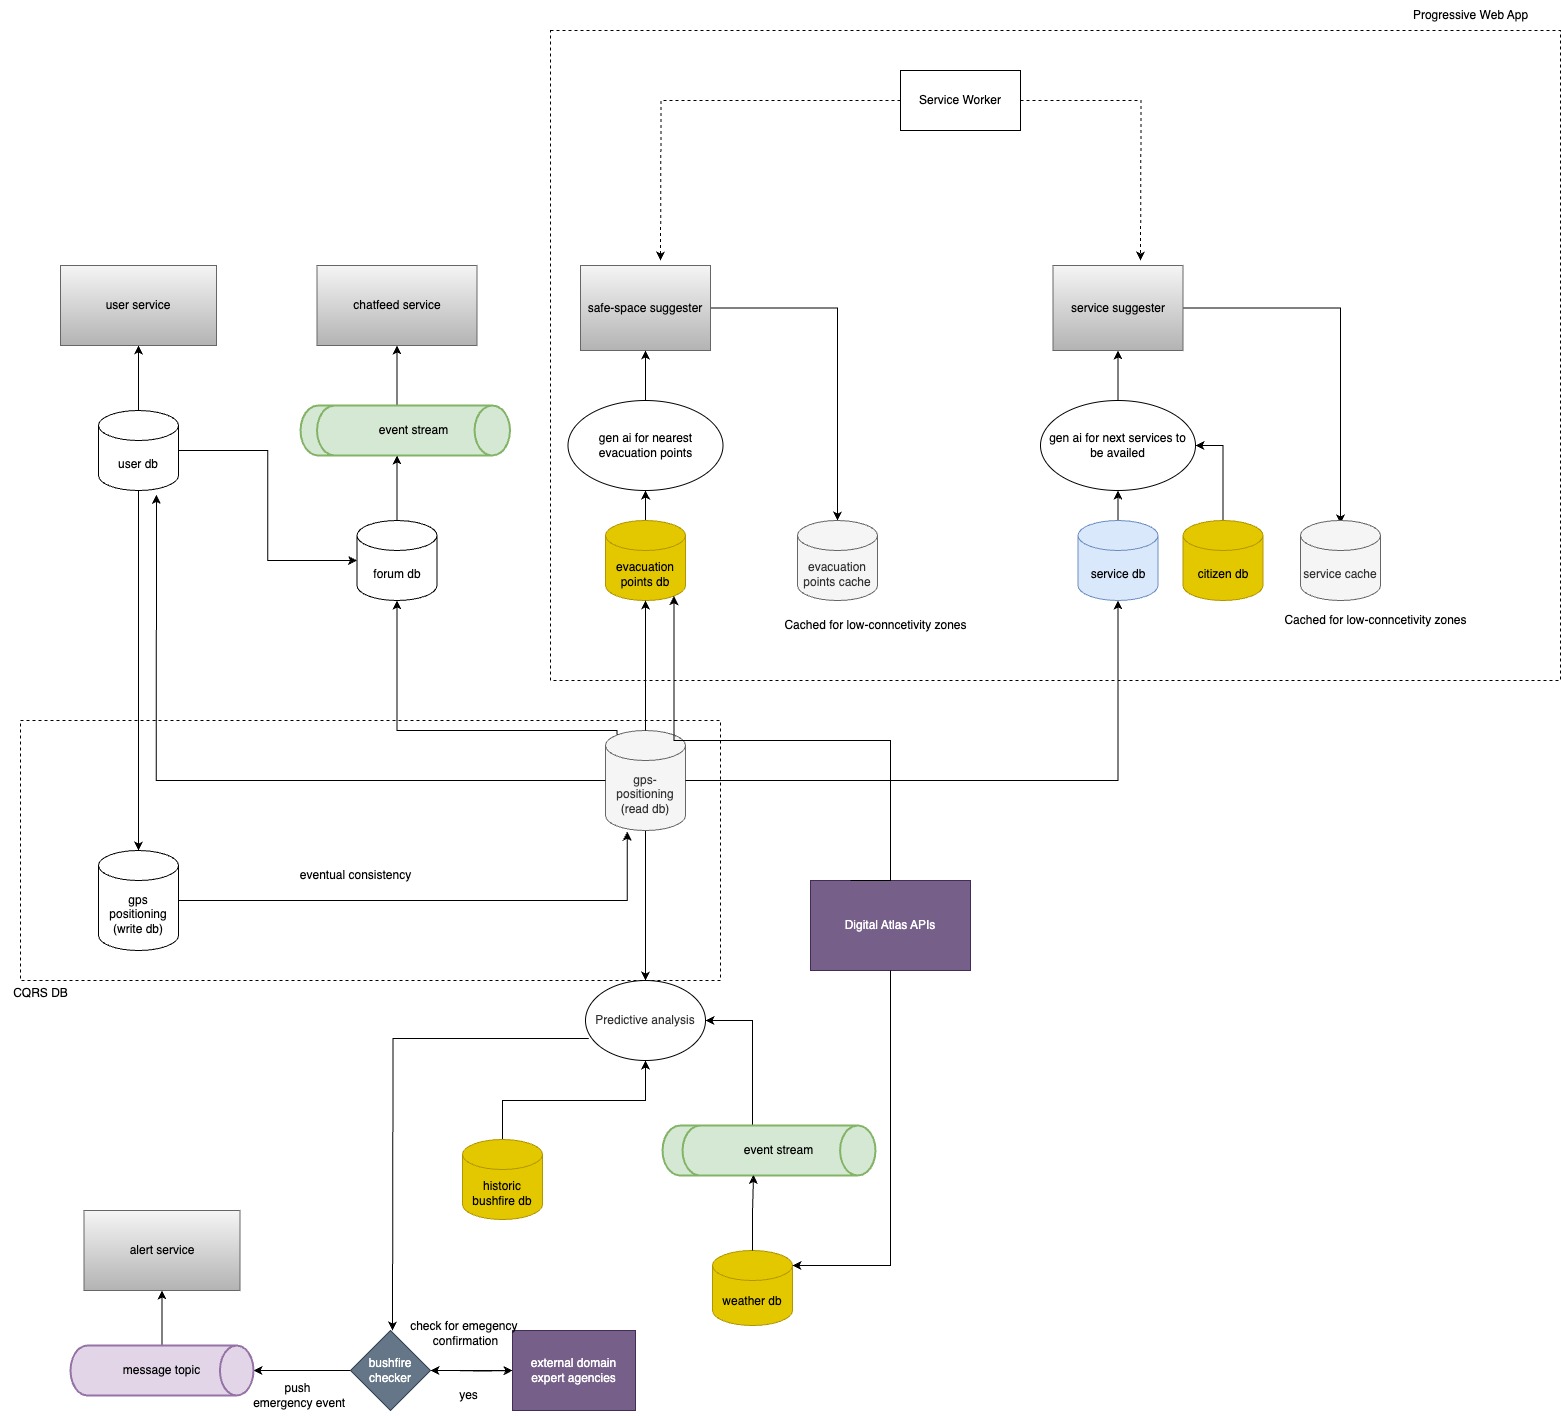 Progressive Web App
Service Worker
user service
chatfeed service
safe-space suggester
service suggester
event stream
gen ai for nearest
evacuation points
gen ai for next services to
be availed
user db
forum db
evacuation
points db
evacuation
points cache
service db
citizen db
service cache
Cached for low-conncetivity zones
Cached for low-conncetivity zones
gps-
positioning
(read db)
eventual consistency
gps
positioning
(write db)
Digital Atlas APIs
CQRS DB
Predictive analysis
event stream
historic
bushfire db
alert service
weather db
check for emegency
confirmation
message topic
bushfire
checker
external domain
expert agencies
push
emergency event
yes